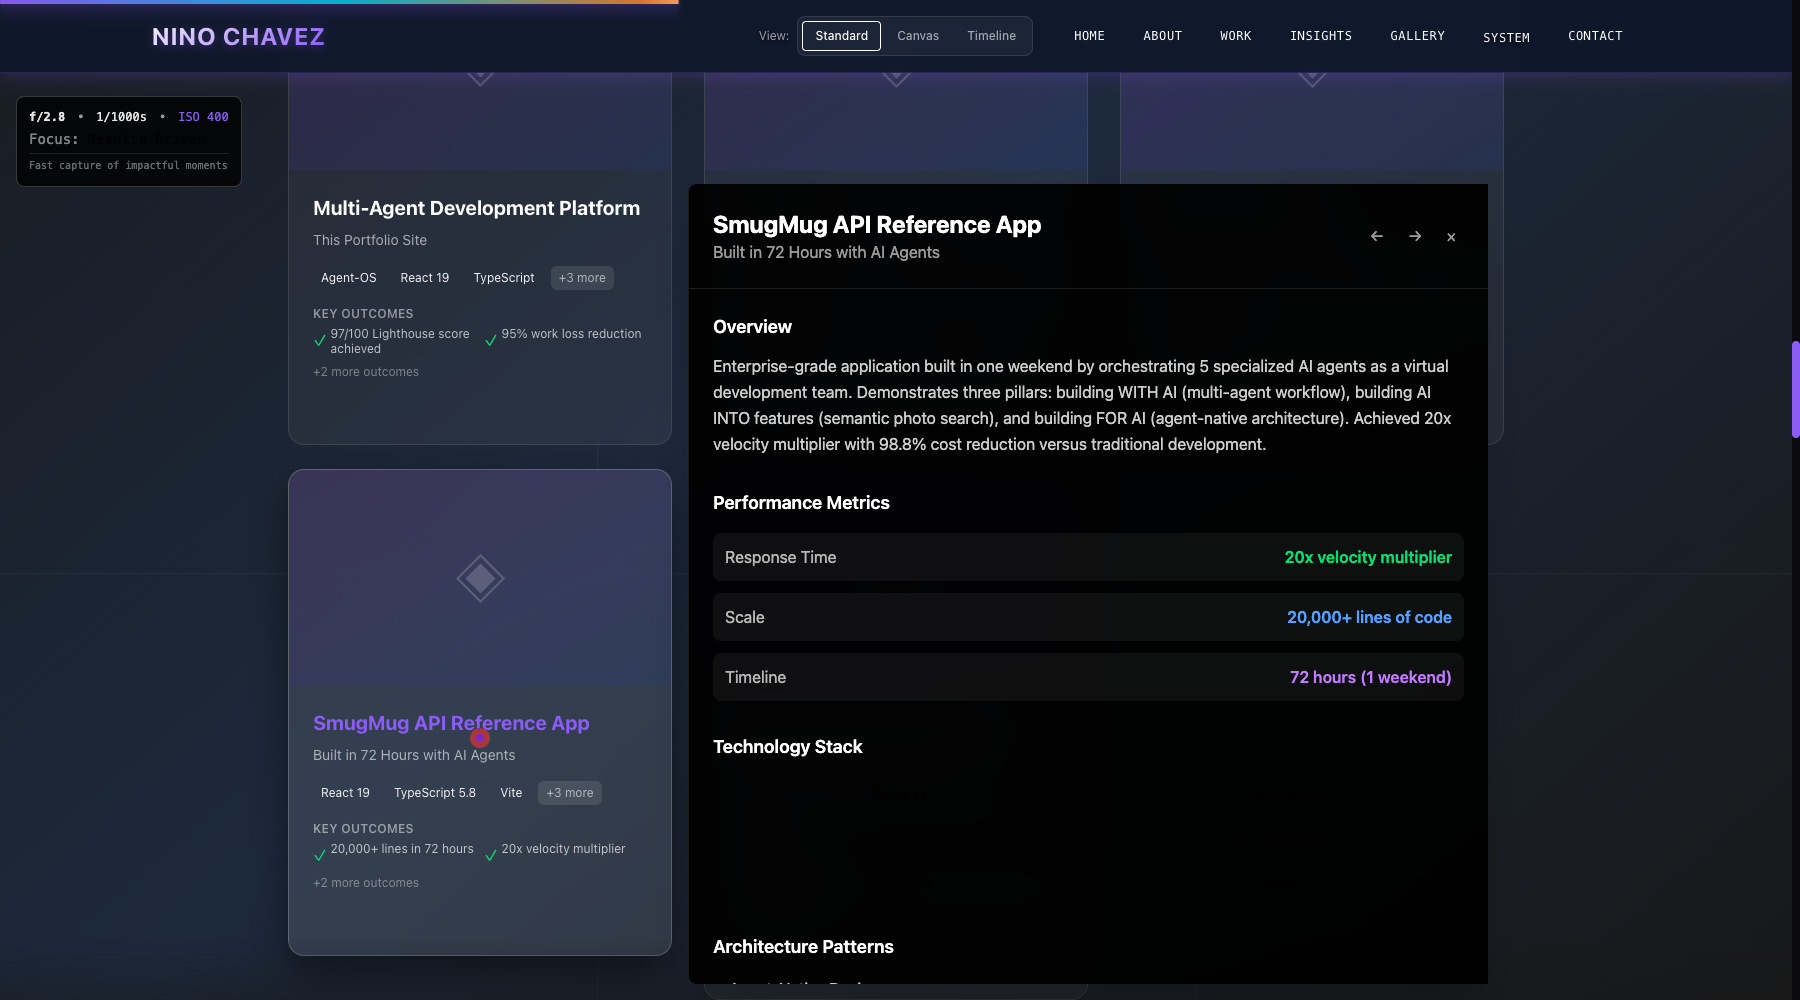 NINO CHAVEZ
View:
Standard
Canvas
Timeline
HOME
ABOUT
WORK
INSIGHTS
GALLERY
SYSTEM
CONTACT
f/2.8 • 1/1000s • ISO 400
Focus: Results Driven
Fast capture of impactful moments
Multi-Agent Development Platform
This Portfolio Site
Agent-OS
React 19
TypeScript
+3 more
KEY OUTCOMES
97/100 Lighthouse score
achieved
95% work loss reduction
+2 more outcomes
SmugMug API Reference App
Built in 72 Hours with AI Agents
React 19
TypeScript 5.8
Vite
+3 more
KEY OUTCOMES
20,000+ lines in 72 hours
20x velocity multiplier
+2 more outcomes
SmugMug API Reference App
Built in 72 Hours with AI Agents
Overview
Enterprise-grade application built in one weekend by orchestrating 5 specialized AI agents as a virtual
development team. Demonstrates three pillars: building WITH AI (multi-agent workflow), building AI
INTO features (semantic photo search), and building FOR AI (agent-native architecture). Achieved 20x
velocity multiplier with 98.8% cost reduction versus traditional development.
Performance Metrics
Response Time
20x velocity multiplier
Scale
20,000+ lines of code
Timeline
72 hours (1 weekend)
Technology Stack
Architecture Patterns